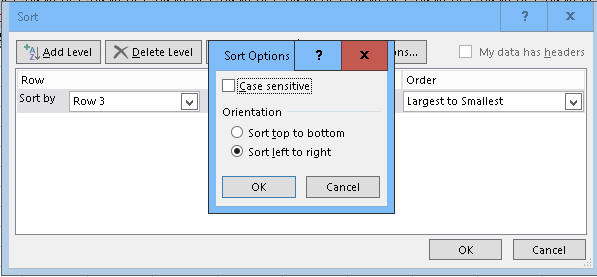 Sort
? X
Add Level
Delete Level
ons...
My data has headers
Row
Order
Sort by
Row 3
Largest to Smallest
Sort Options
? X
Case sensitive
Orientation
Sort top to bottom
Sort left to right
OK
Cancel
OK
Cancel